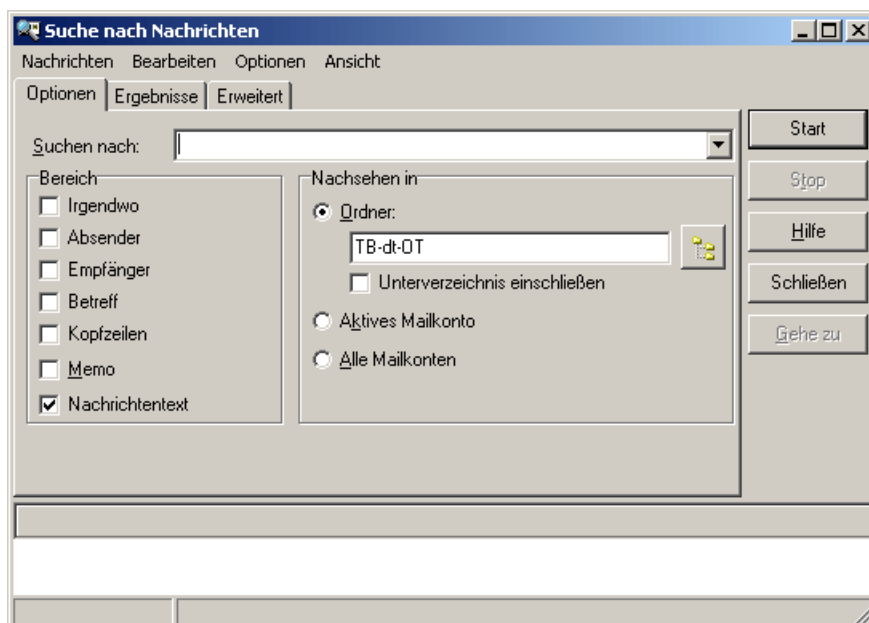 Suche nach Nachrichten
Nachrichten Bearbeiten Optionen Ansicht
Optionen Ergebnisse Erweitert
Suchen nach:
Bereich
Irgendwo
Absender
Empfänger
Betreff
Kopfzeilen
Memo
Nachrichtentext
Nachsehen in
Ordner:
TB-dt-OT
Unterverzeichnis einschließen
Aktives Mailkonto
Alle Mailkonten
Start
Stop
Hilfe
Schließen
Gehe zu